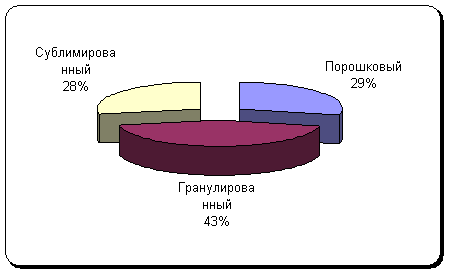 Сублимирова
нный
28%
Порошковый
29%
Гранулирова
нный
43%